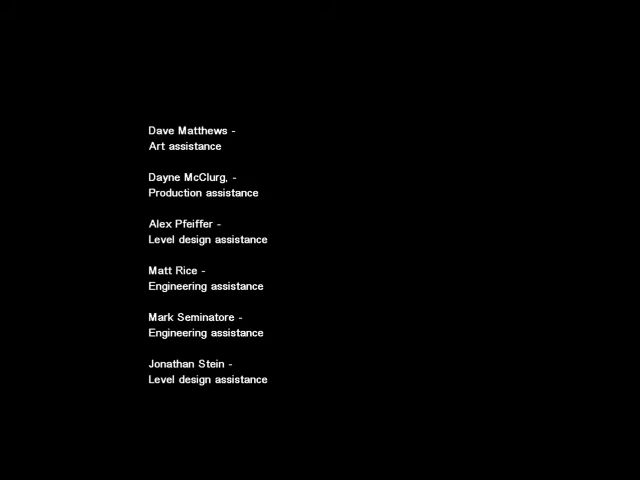 Dave Matthews -
Art assistance
Dayne McClurg, -
Production assistance
Alex Pfeiffer -
Level design assistance
Matt Rice -
Engineering assistance
Mark Seminatore -
Engineering assistance
Jonathan Stein -
Level design assistance